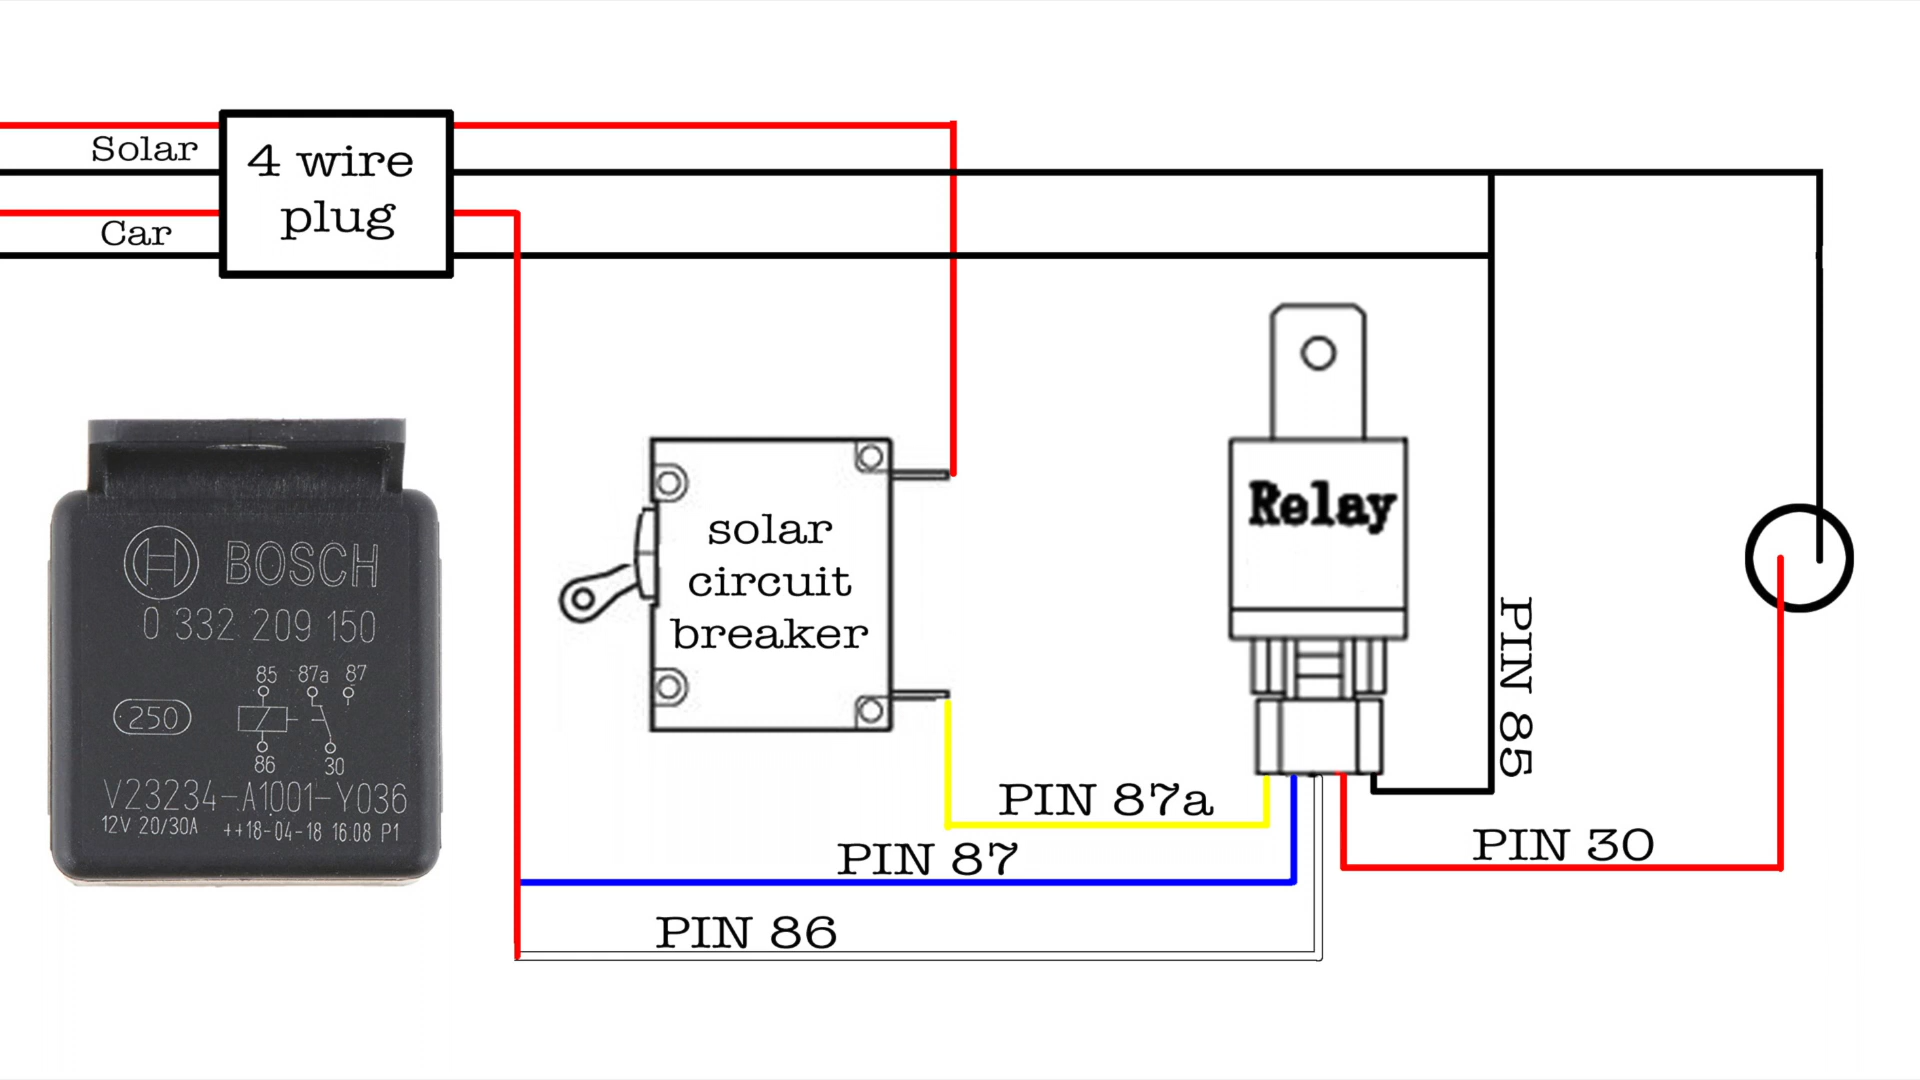 Solar
Car
4 wire
plug
BOSCH
0 332 209 150
85 87a 87
250
86 30
V23234-A1001-Y036
12V 20/30A ++18-04-18 16.08 P1
solar
circuit
breaker
Relay
PIN 85
PIN 87a
PIN 87
PIN 30
PIN 86